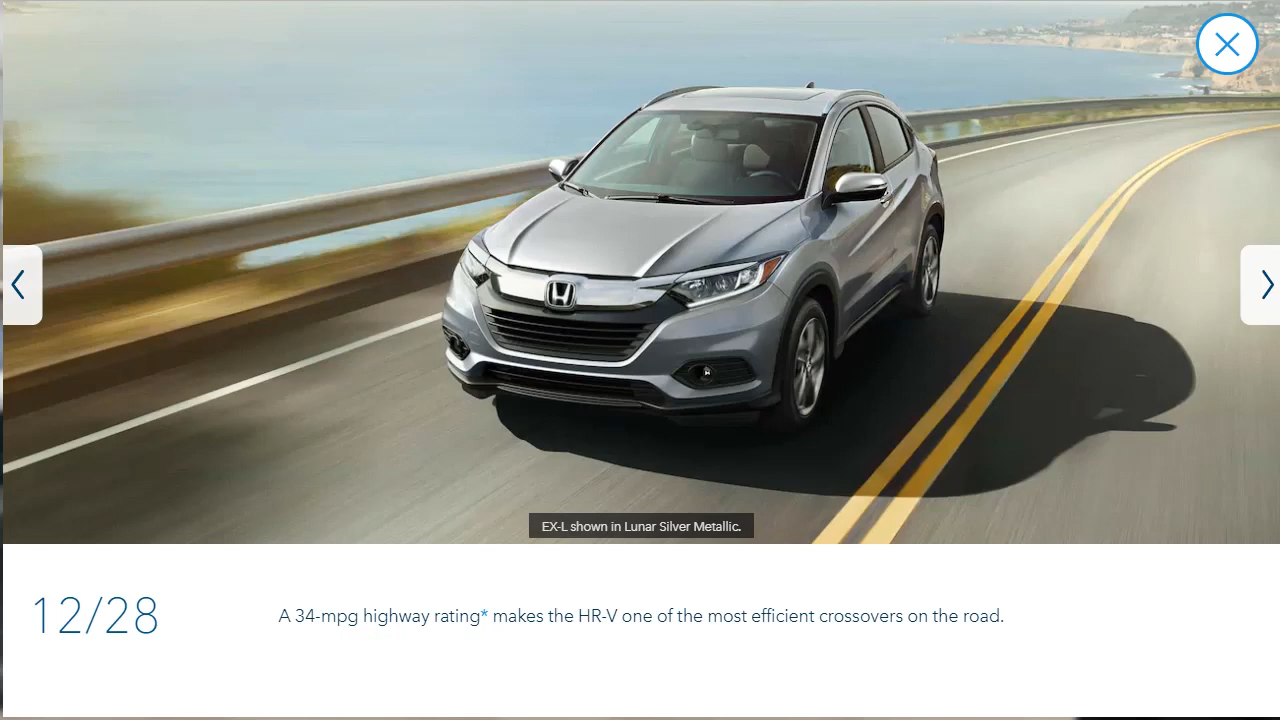 EX-L shown in Lunar Silver Metallic.
12/28
A 34-mpg highway rating* makes the HR-V one of the most efficient crossovers on the road.